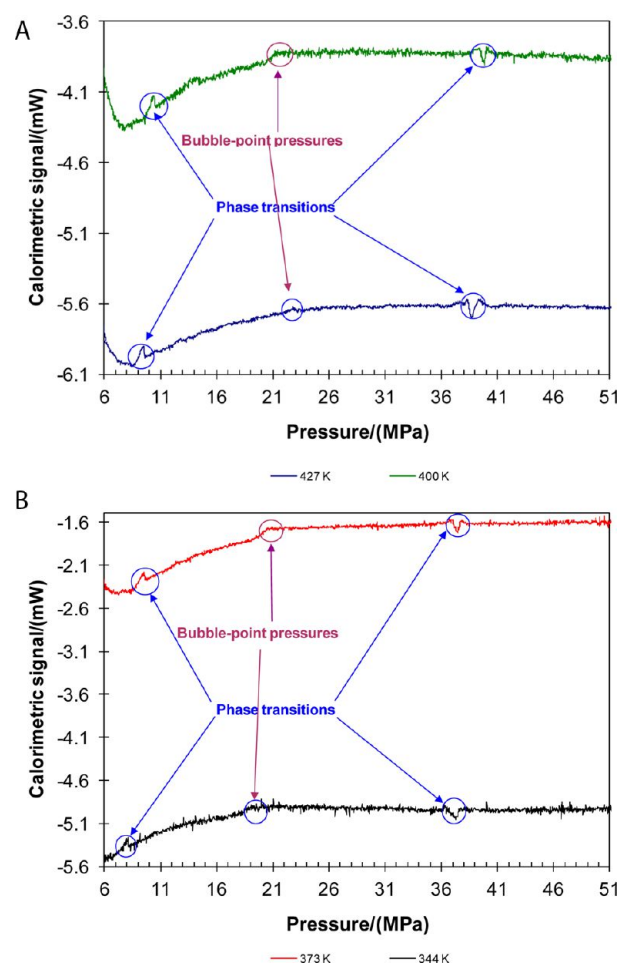 A
Calorimetric signal/(mW)
-3.6
-4.1
-4.6
-5.1
-5.6
-6.1
Bubble-point pressures
Phase transitions
6 11 16 21 26 31 36 41 46 51
Pressure/(MPa)
427 K 400 K
B
Calorimetric signal/(mW)
-1.6
-2.1
-2.6
-3.1
-3.6
-4.1
-4.6
-5.1
-5.6
Bubble-point pressures
Phase transitions
6 11 16 21 26 31 36 41 46 51
Pressure/(MPa)
373 K 344 K